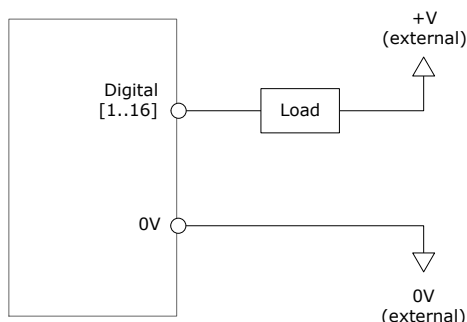 +V
(external)
Digital
[1..16]
Load
0V
0V
(external)